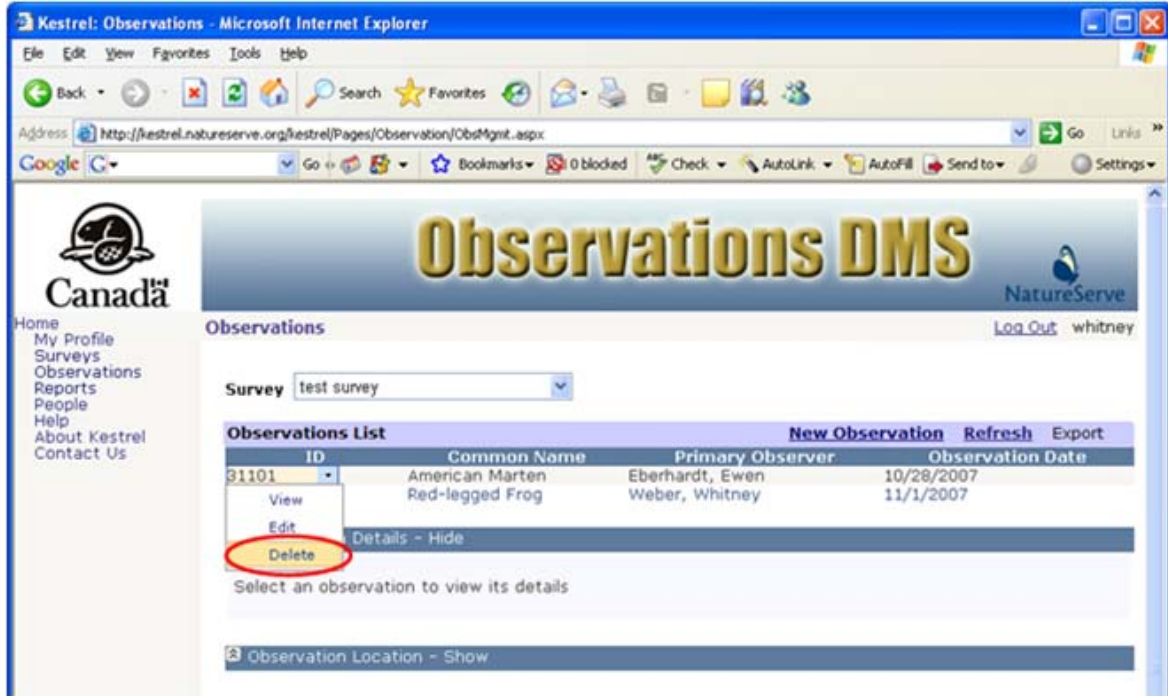 Kestrel: Observations - Microsoft Internet Explorer
File Edit View Favorites Tools Help
Back Search Favorites
Address http://kestrel.natureserve.org/kestrel/Pages/Observation/ObsMgmt.aspx Go Links »
Google G Go Bookmarks 0 blocked ABC Check AutoLink AutoFill Send to Settings
Canada
Observations DMS
NatureServe
Home
My Profile
Surveys
Observations
Reports
People
Help
About Kestrel
Contact Us
Observations Log Out whitney
Survey test survey
Observations List New Observation Refresh Export
ID Common Name Primary Observer Observation Date
31101 American Marten Eberhardt, Ewen 10/28/2007
Red-legged Frog Weber, Whitney 11/1/2007
View
Edit
Delete
Details - Hide
Select an observation to view its details
Observation Location - Show